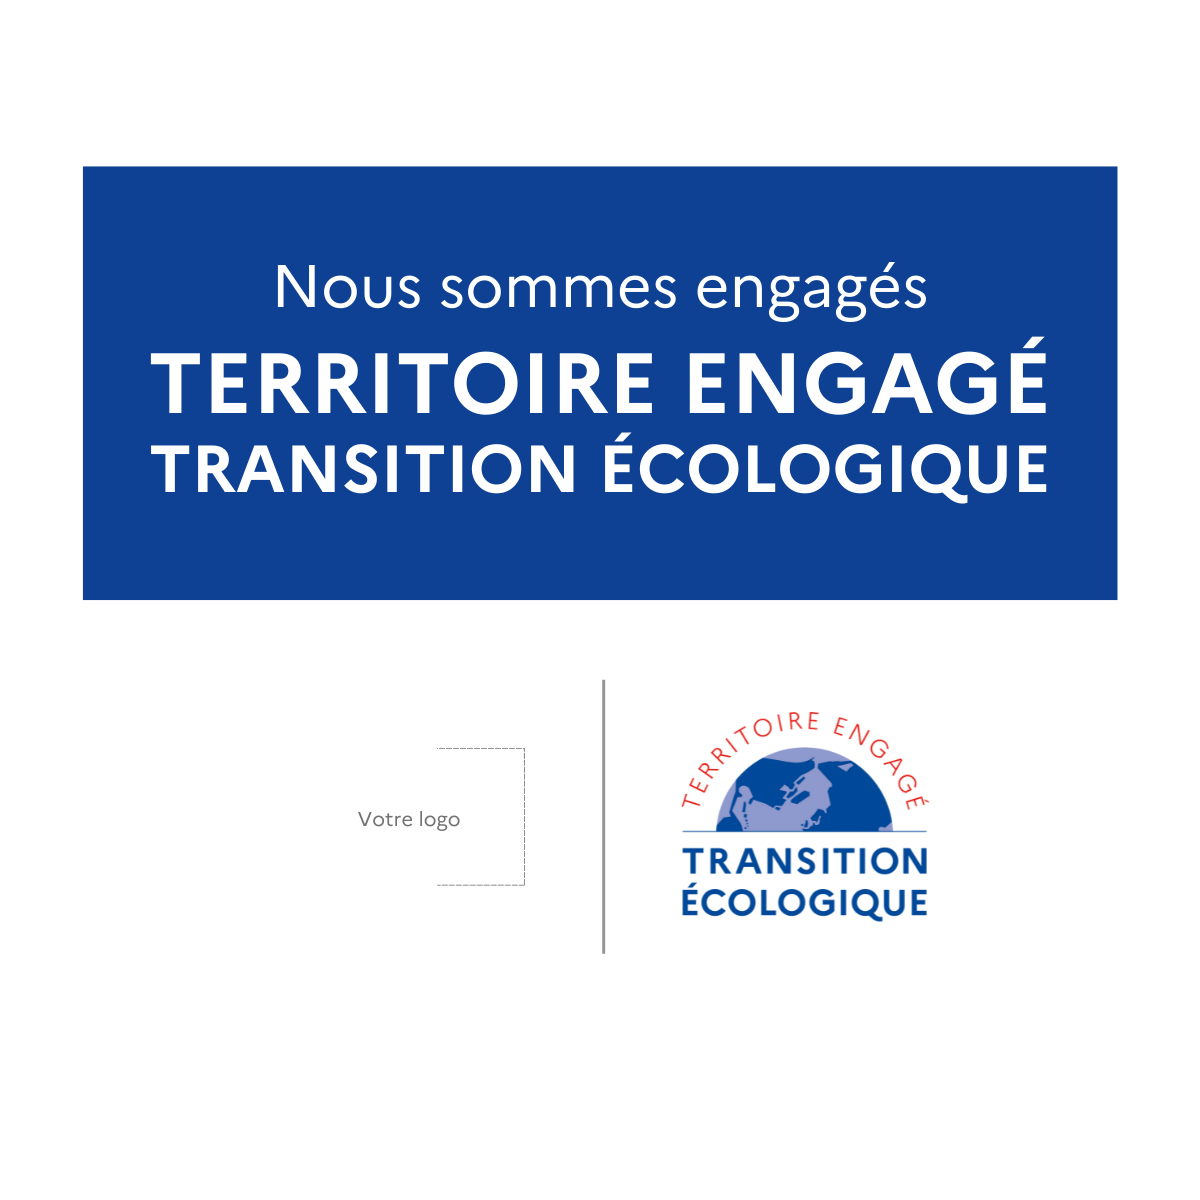 Nous sommes engagés
TERRITOIRE ENGAGÉ
TRANSITION ÉCOLOGIQUE
Votre logo
TERRITOIRE ENGAGÉ
TRANSITION
ÉCOLOGIQUE